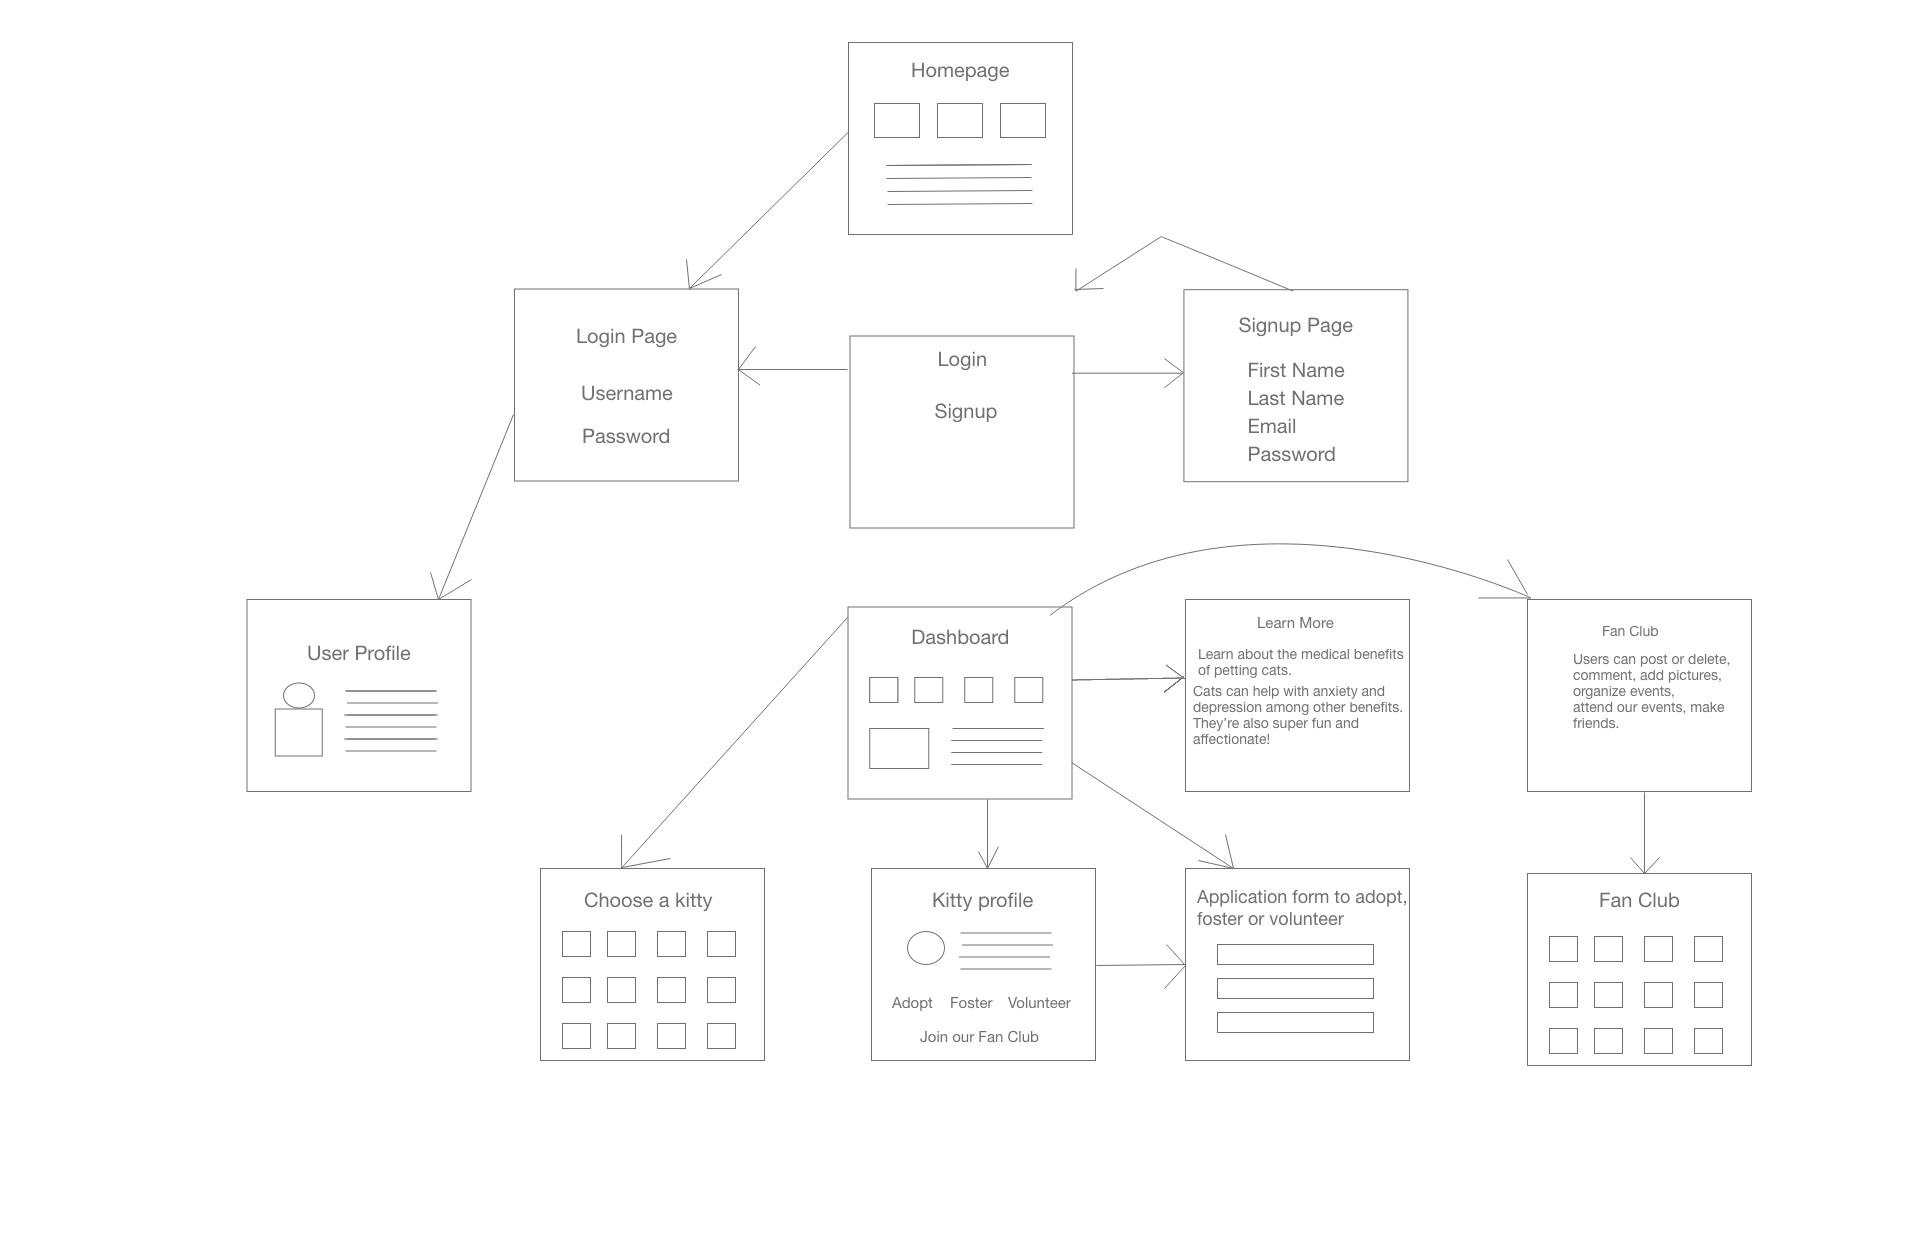 Homepage
Login Page
Username
Password
Login
Signup
Signup Page
First Name
Last Name
Email
Password
User Profile
Dashboard
Learn More
Learn about the medical benefits
of petting cats.
Cats can help with anxiety and
depression among other benefits.
They're also super fun and
affectionate!
Fan Club
Users can post or delete,
comment, add pictures,
organize events,
attend our events, make
friends.
Choose a kitty
Kitty profile
Adopt Foster Volunteer
Join our Fan Club
Application form to adopt,
foster or volunteer
Fan Club